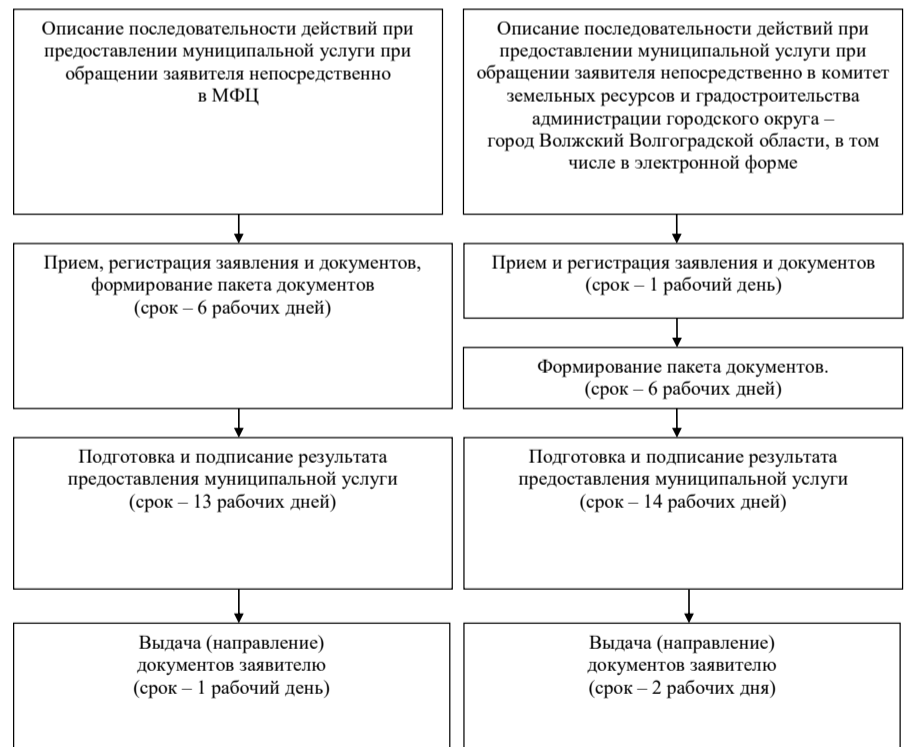 Описание последовательности действий при
предоставлении муниципальной услуги при
обращении заявителя непосредственно
в МФЦ
Описание последовательности действий при
предоставлении муниципальной услуги при
обращении заявителя непосредственно в комитет
земельных ресурсов и градостроительства
администрации городского округа –
город Волжский Волгоградской области, в том
числе в электронной форме
Прием, регистрация заявления и документов,
формирование пакета документов
(срок – 6 рабочих дней)
Прием и регистрация заявления и документов
(срок – 1 рабочий день)
Формирование пакета документов.
(срок – 6 рабочих дней)
Подготовка и подписание результата
предоставления муниципальной услуги
(срок – 13 рабочих дней)
Подготовка и подписание результата
предоставления муниципальной услуги
(срок – 14 рабочих дней)
Выдача (направление)
документов заявителю
(срок – 1 рабочий день)
Выдача (направление)
документов заявителю
(срок – 2 рабочих дня)